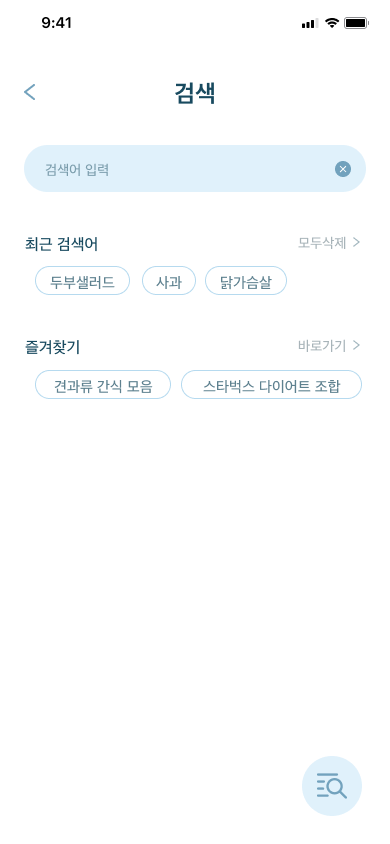 9:41
검색
검색어 입력
최근 검색어 모두삭제
두부샐러드 사과 닭가슴살
즐겨찾기 바로가기
견과류 간식 모음 스타벅스 다이어트 조합